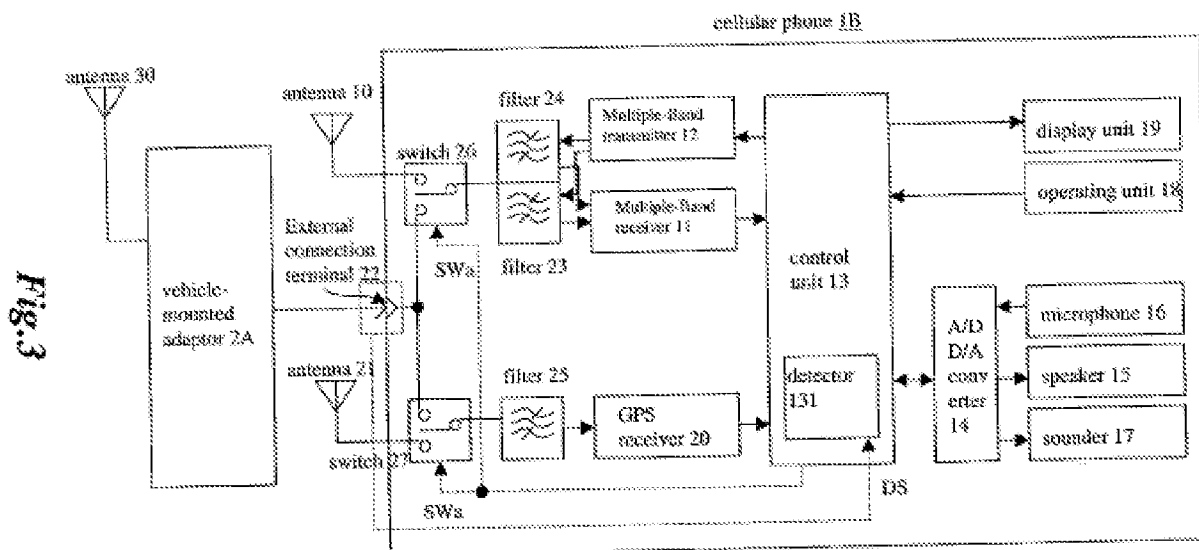 cellular phone 1B
antenna 30
antenna 10
filter 24
Multiple-Band
transmitter 12
display unit 19
switch 26
operating unit 18
External
connection
terminal 22
SWa
filter 23
Multiple-Band
receiver 11
control
unit 13
vehicle-
mounted
adaptor 2A
A/D
D/A
conv
erter
14
microphone 16
antenna 21
filter 25
GPS
receiver 20
detector
131
speaker 15
switch 27
sounder 17
SWa
DS
Fig.3